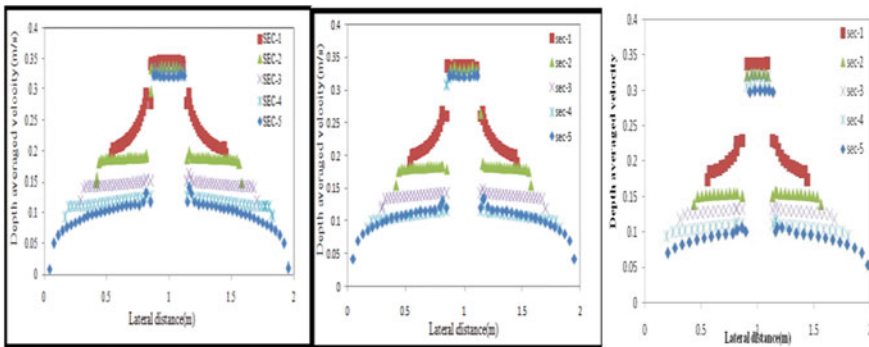 0.4
0.35
0.3
0.25
0.2
0.15
0.1
0.05
0
Depth averaged velocity (m/s)
SEC-1
SEC-2
SEC-3
SEC-4
SEC-5
0
0.5
1
1.5
2
Lateral distance(m)
0.4
0.35
0.3
0.25
0.2
0.15
0.1
0.05
0
Depth averaged velocity(m/s)
sec-1
sec-2
sec-3
sec-4
sec-5
0
0.5
1
1.5
2
Lateral distance(m)
0.4
0.35
0.3
0.25
0.2
0.15
0.1
0.05
0
Depth averaged velocity
sec-1
sec-2
sec-3
sec-4
sec-5
0
0.5
1
1.5
2
Lateral distance(m)